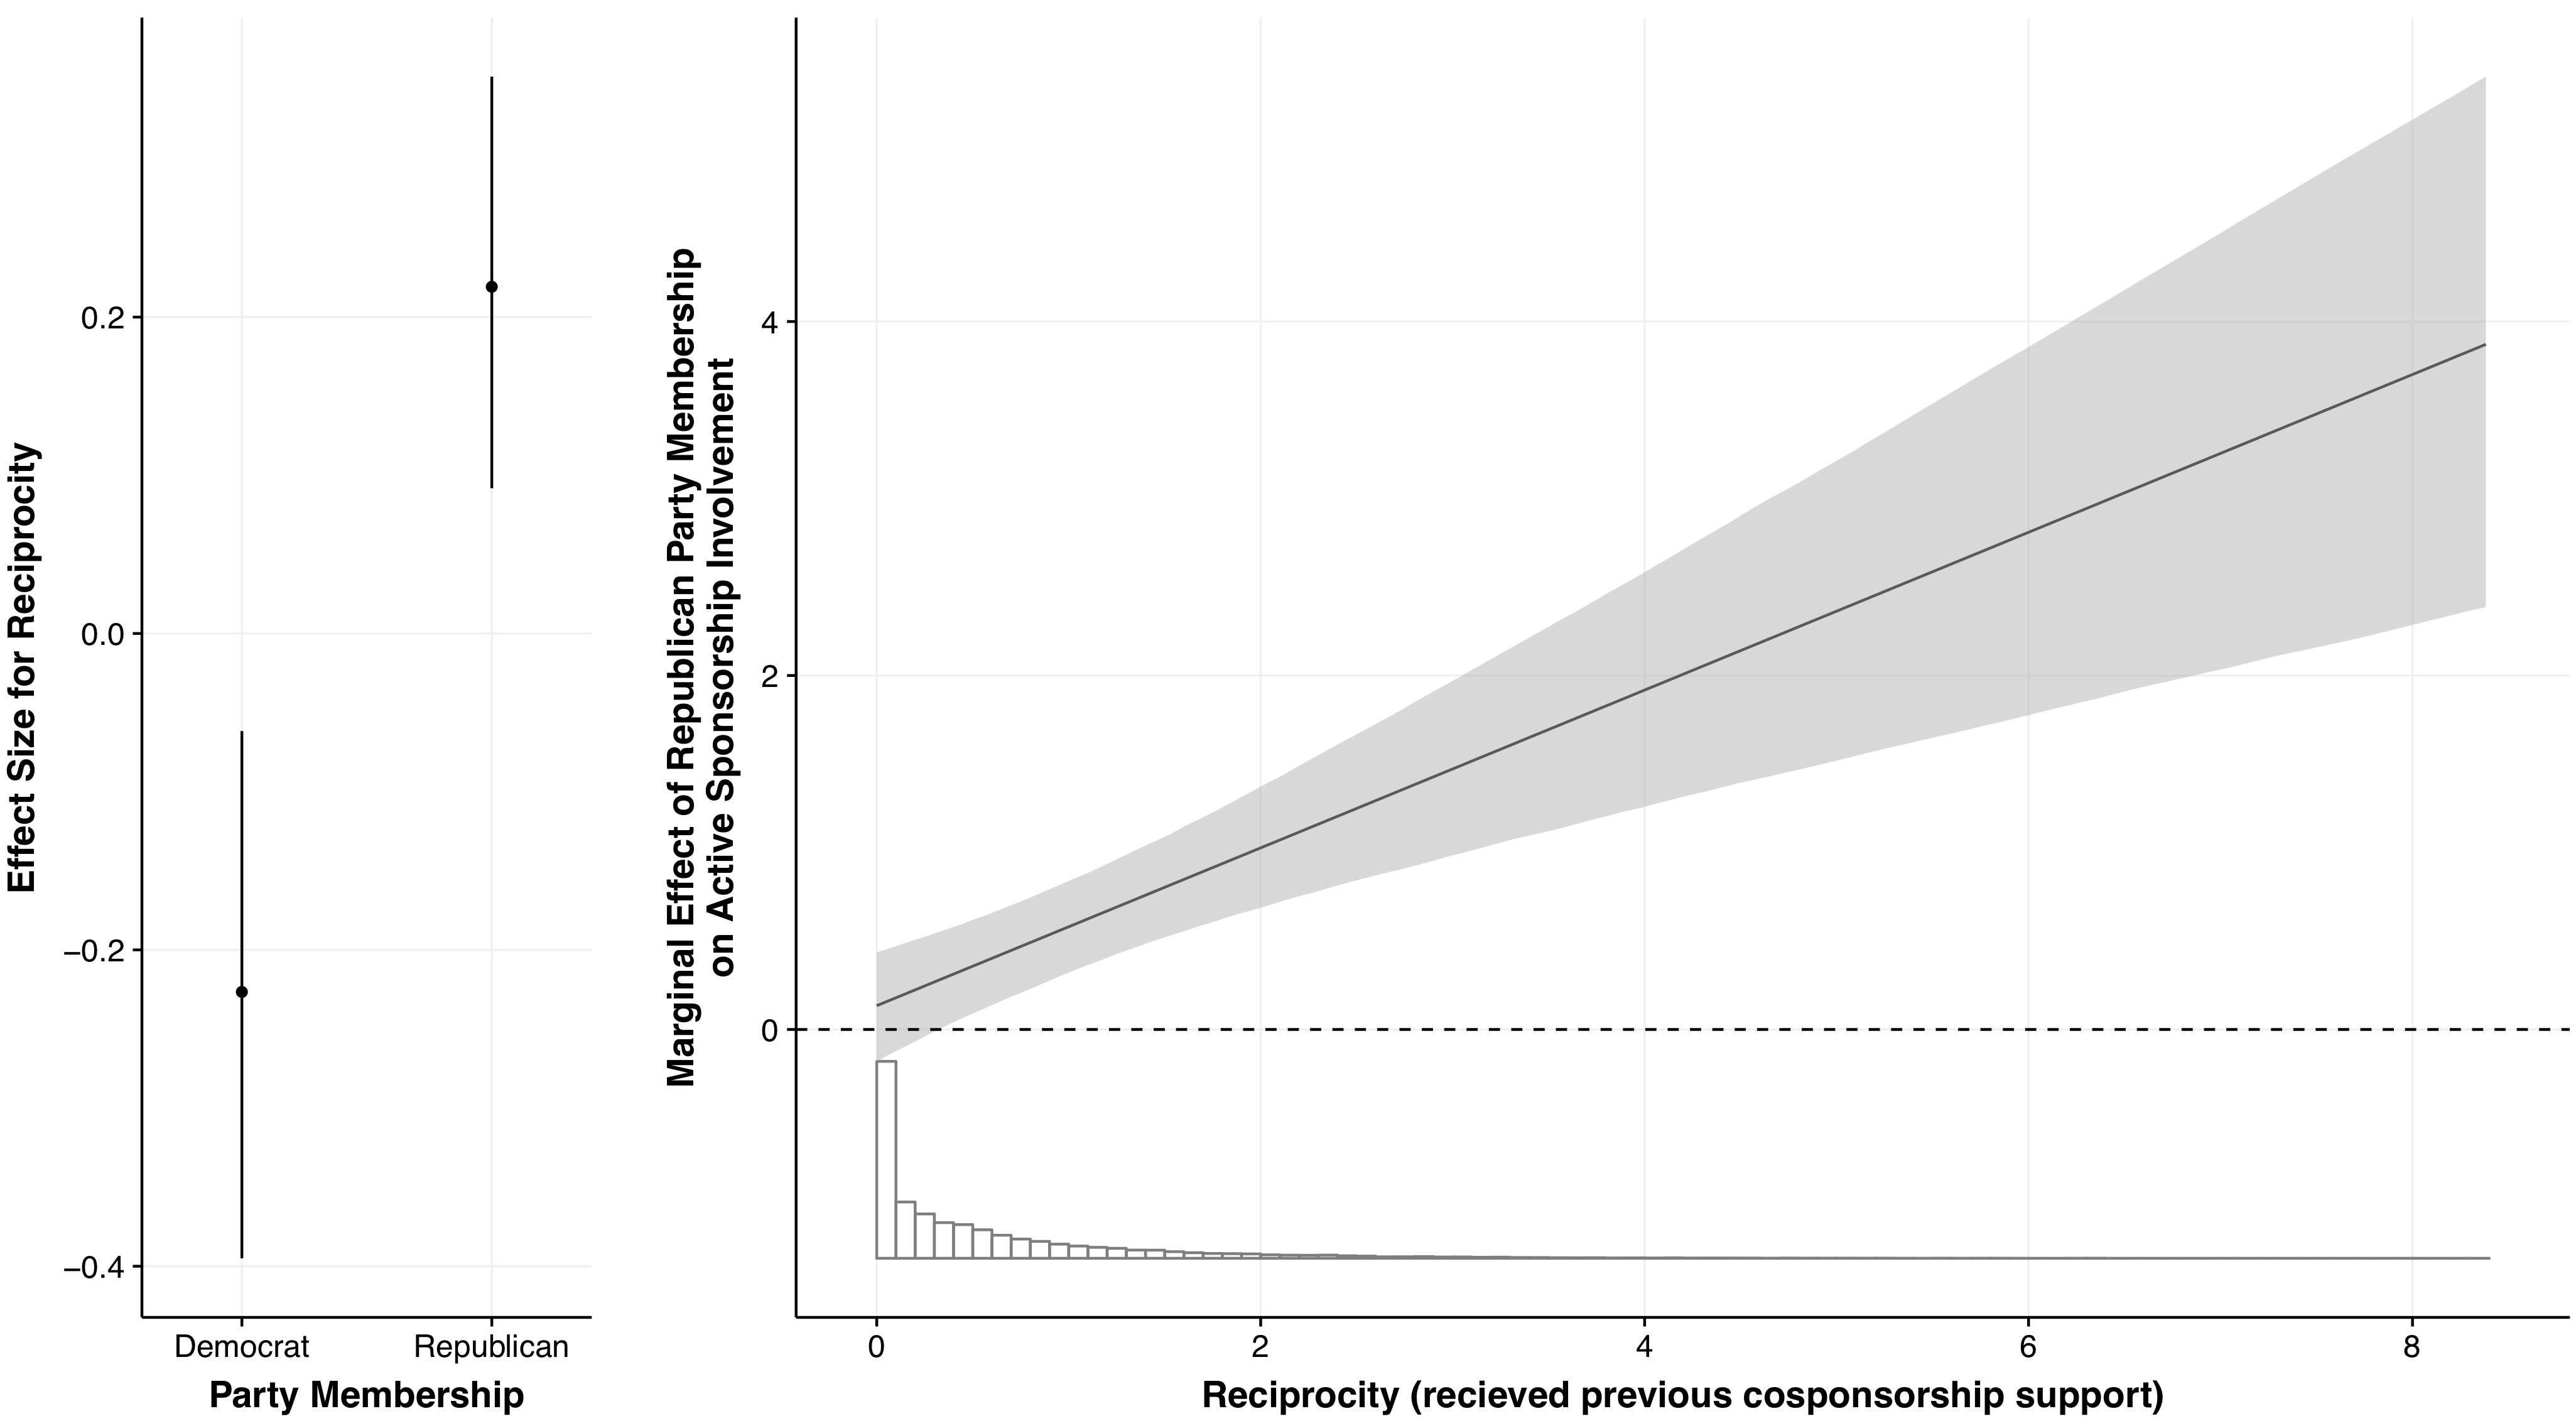 Effect Size for Reciprocity
0.2
0.0
−0.2
−0.4
Democrat
Republican
Party Membership
Marginal Effect of Republican Party Membership
on Active Sponsorship Involvement
4
2
0
0
2
4
6
8
Reciprocity (recieved previous cosponsorship support)